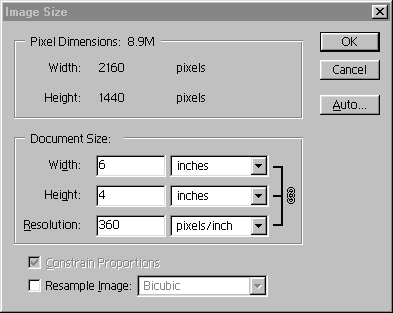 Image Size
Pixel Dimensions: 8.9M
OK
Width: 2160 pixels
Cancel
Height: 1440 pixels
Auto...
Document Size:
Width: 6 inches
Height: 4 inches
Resolution: 360 pixels/inch
Constrain Proportions
Resample Image: Bicubic